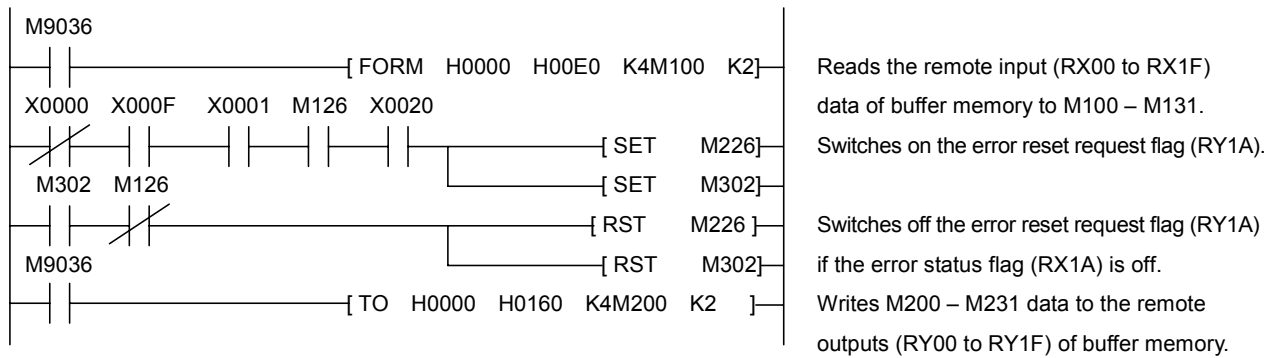 M9036
[ FORM H0000 H00E0 K4M100 K2] Reads the remote input (RX00 to RX1F)
X0000 X000F X0001 M126 X0020 data of buffer memory to M100 – M131.
[ SET M226] Switches on the error reset request flag (RY1A).
M302 M126 [ SET M302]
[ RST M226 ] Switches off the error reset request flag (RY1A)
M9036 [ RST M302] if the error status flag (RX1A) is off.
[ TO H0000 H0160 K4M200 K2 ] Writes M200 – M231 data to the remote
outputs (RY00 to RY1F) of buffer memory.